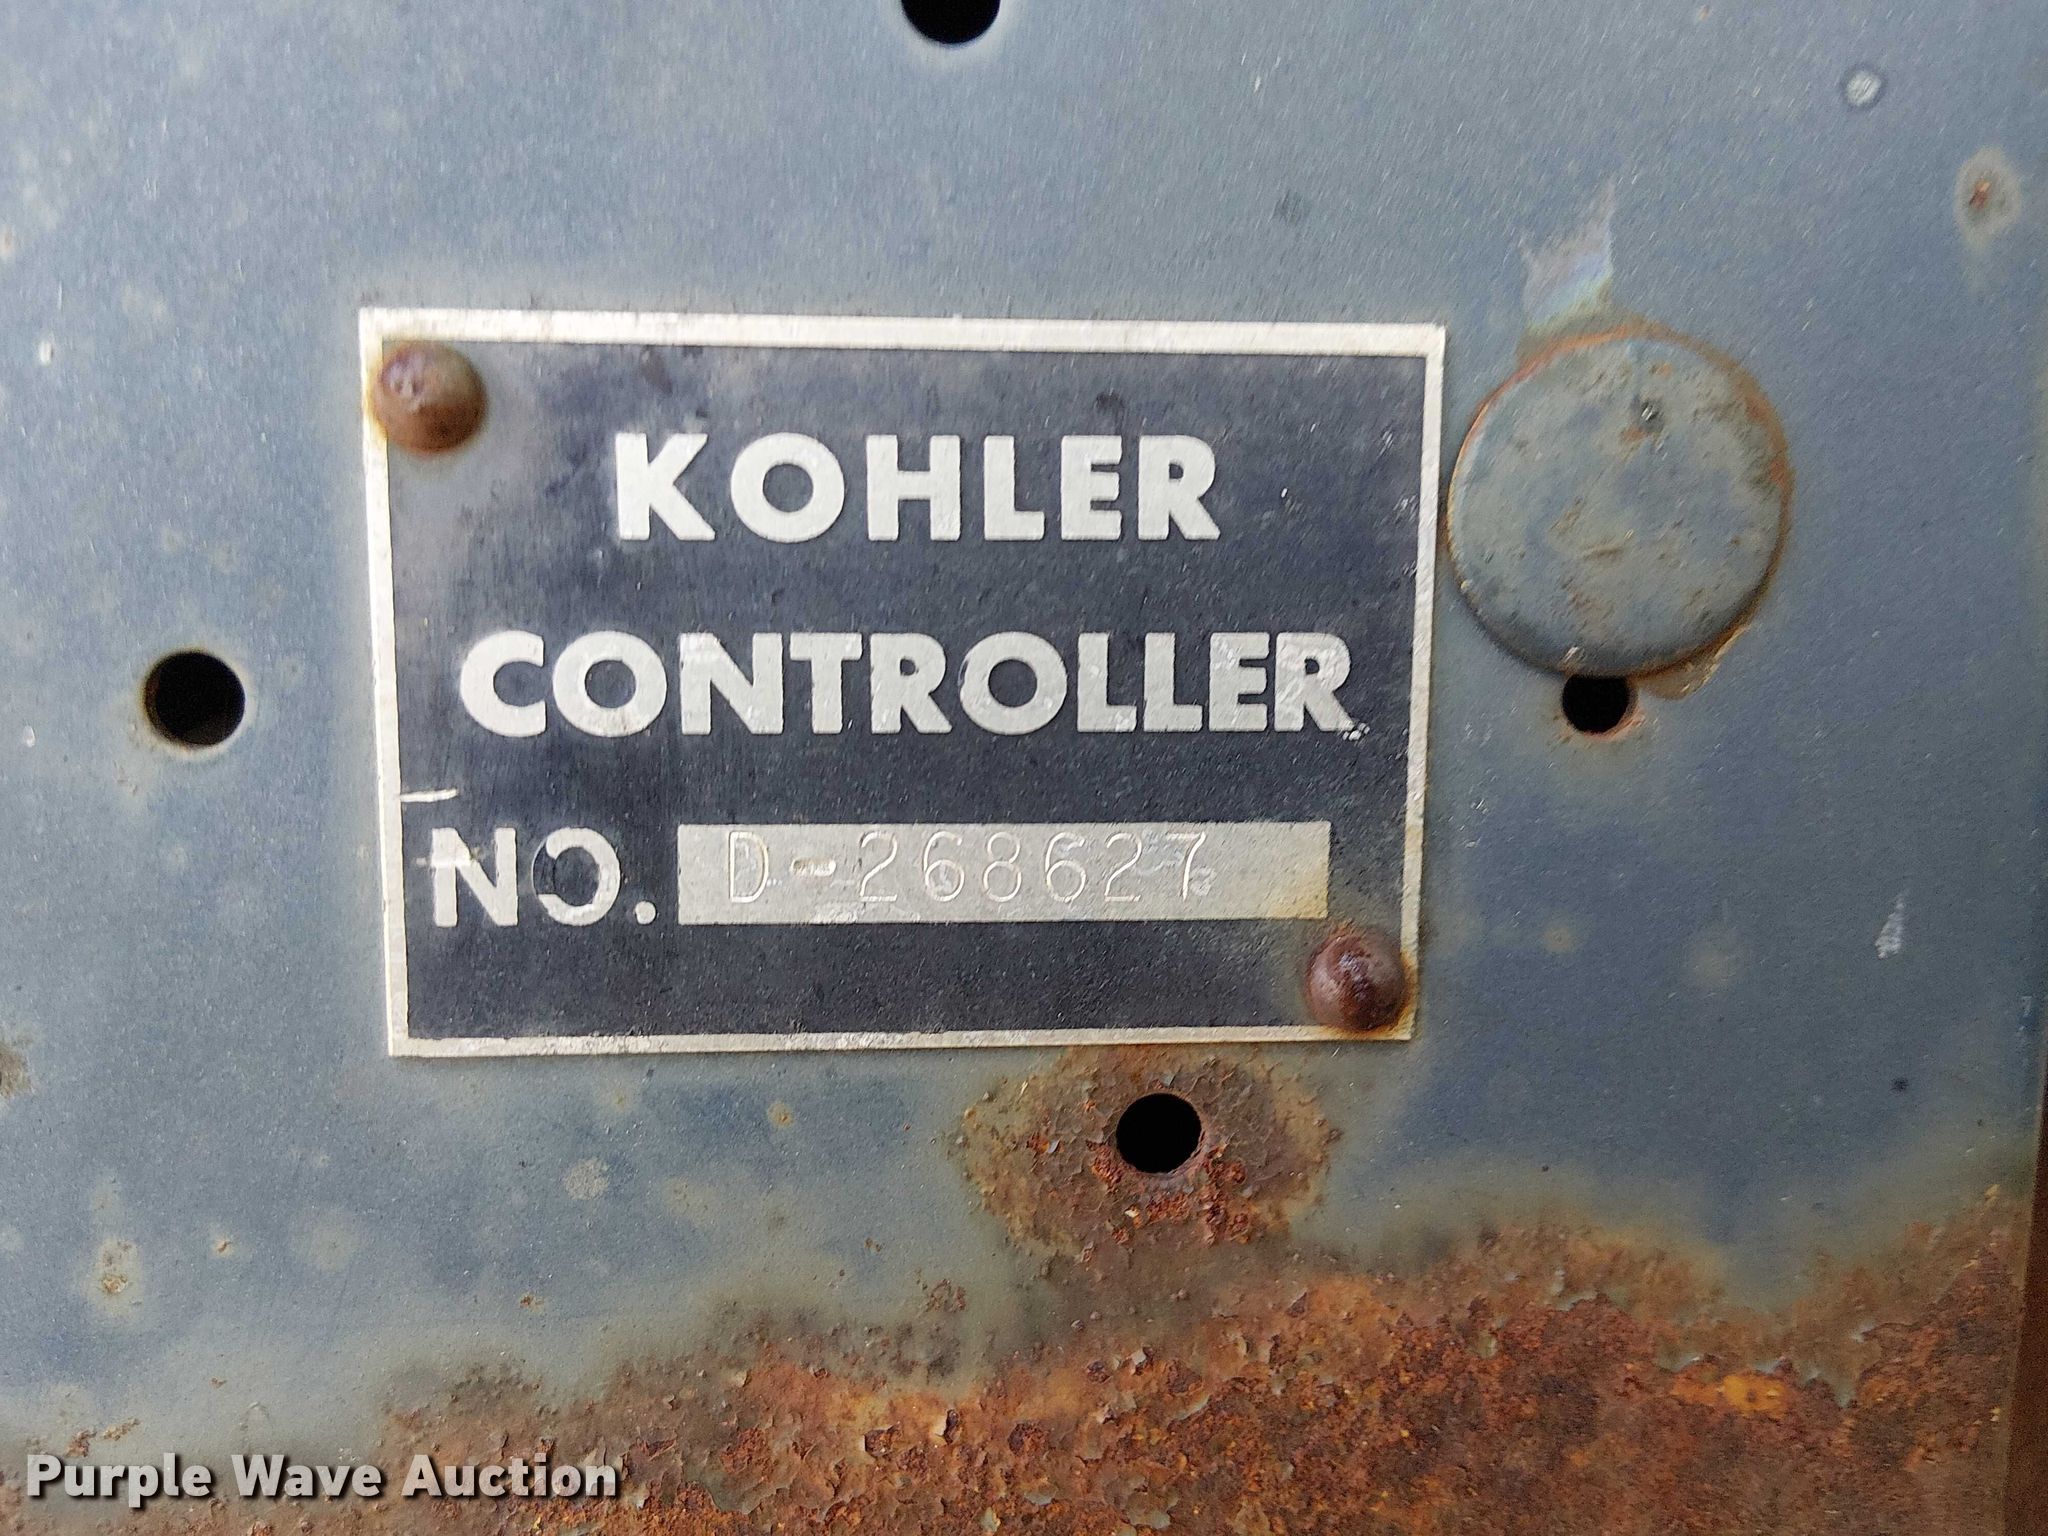 KOHLER
CONTROLLER
NO. D-268627
Purple Wave Auction